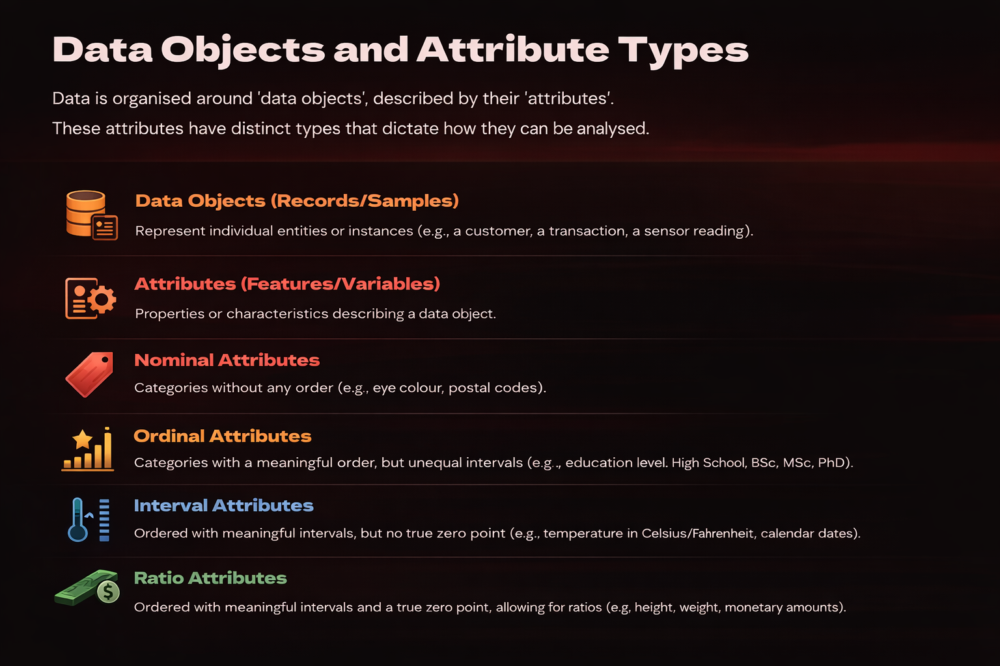 Data Objects and Attribute Types
Data is organised around 'data objects', described by their 'attributes'.
These attributes have distinct types that dictate how they can be analysed.
Data Objects (Records/Samples)
Represent individual entities or instances (e.g., a customer, a transaction, a sensor reading).
Attributes (Features/Variables)
Properties or characteristics describing a data object.
Nominal Attributes
Categories without any order (e.g., eye colour, postal codes).
Ordinal Attributes
Categories with a meaningful order, but unequal intervals (e.g.., education level. High School, BSc, MSc, PhD).
Interval Attributes
Ordered with meaningful intervals, but no true zero point (e.g., temperature in Celsius/Fahrenheit, calendar dates).
$
Ratio Attributes
Ordered with meaningful intervals and a true zero point, allowing for ratios (e.g, height, weight, monetary amounts).